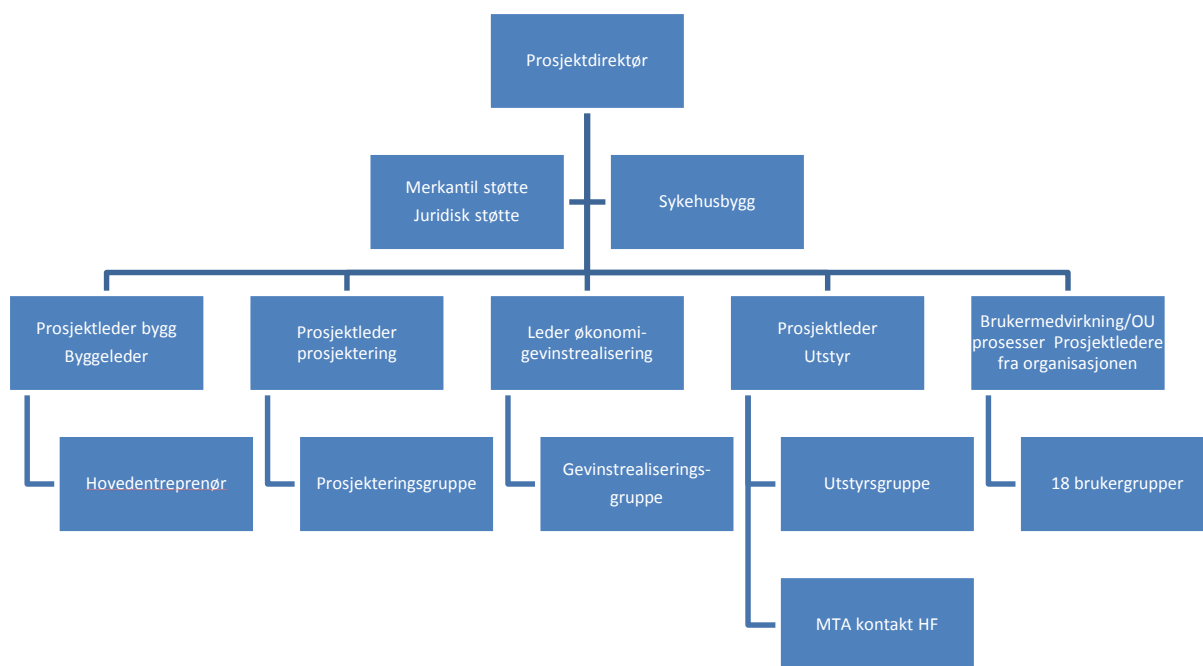 Prosjektdirektør
Merkantil støtte
Juridisk støtte
Sykehusbygg
Prosjektleder bygg
Byggeleder
Prosjektleder
prosjektering
Leder økonomi-
gevinstrealisering
Prosjektleder
Utstyr
Brukermedvirkning/OU
prosesser Prosjektledere
fra organisasjonen
Hovedentreprenør
Prosjekteringsgruppe
Gevinstrealiserings-
gruppe
Utstyrsgruppe
18 brukergrupper
MTA kontakt HF